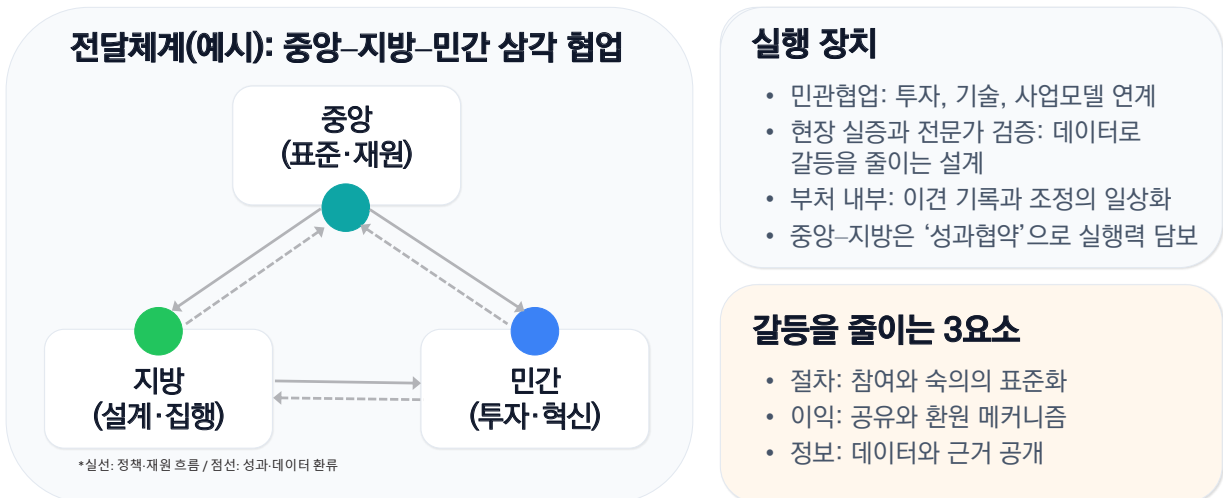 전달체계(예시): 중앙–지방–민간 삼각 협업
중앙
(표준·재원)
지방
(설계·집행)
민간
(투자·혁신)
*실선: 정책·재원 흐름 / 점선: 성과·데이터 환류
실행 장치
• 민관협업: 투자, 기술, 사업모델 연계
• 현장 실증과 전문가 검증: 데이터로
갈등을 줄이는 설계
• 부처 내부: 이견 기록과 조정의 일상화
• 중앙–지방은 ‘성과협약’으로 실행력 담보
갈등을 줄이는 3요소
• 절차: 참여와 숙의의 표준화
• 이익: 공유와 환원 메커니즘
• 정보: 데이터와 근거 공개